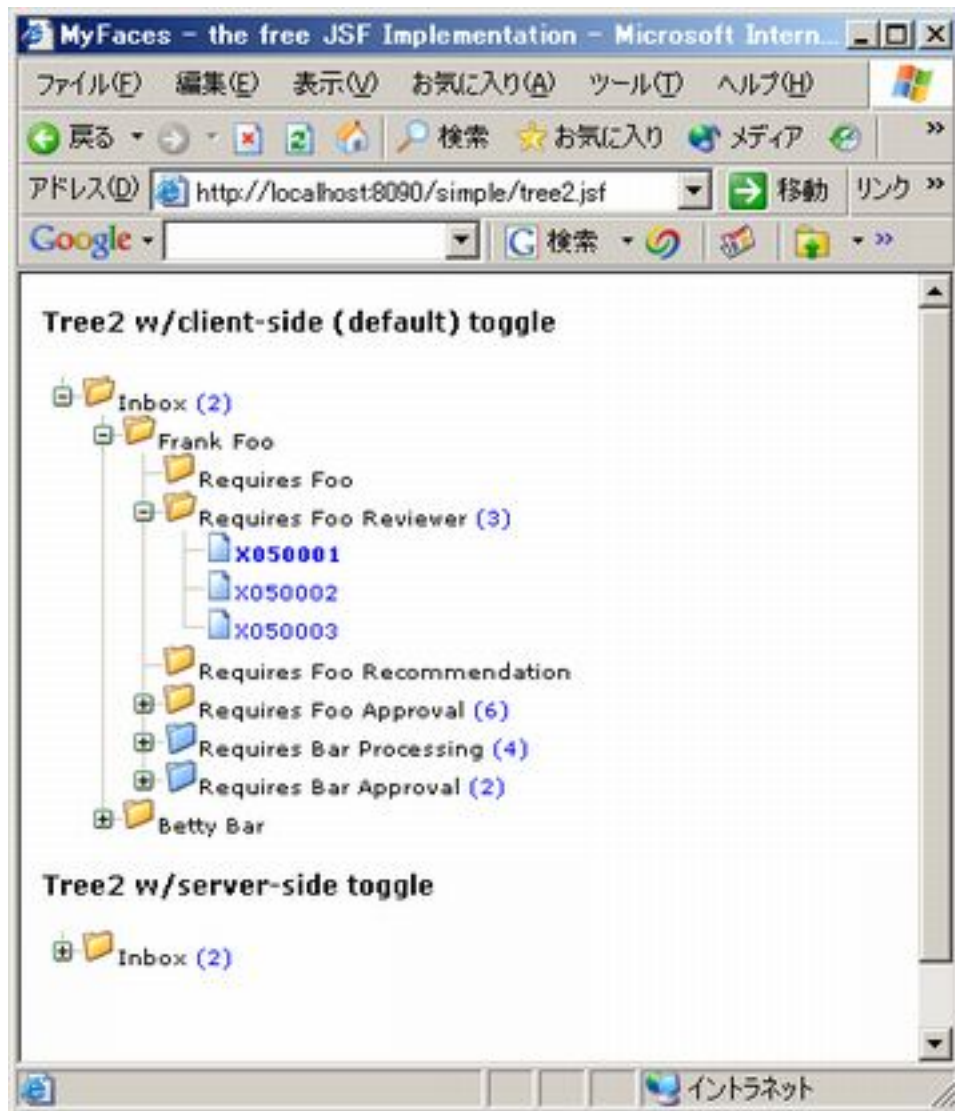 MyFaces - the free JSF Implementation - Microsoft Intern...
ファイル(F) 編集(E) 表示(V) お気に入り(A) ツール(T) ヘルプ(H)
戻る 検索 お気に入り メディア »
アドレス(D) http://localhost:8090/simple/tree2.jsf 移動 リンク »
Google G 検索 »
Tree2 w/client-side (default) toggle
Inbox (2)
Frank Foo
Requires Foo
Requires Foo Reviewer (3)
X050001
X050002
X050003
Requires Foo Recommendation
Requires Foo Approval (6)
Requires Bar Processing (4)
Requires Bar Approval (2)
Betty Bar
Tree2 w/server-side toggle
Inbox (2)
イントラネット